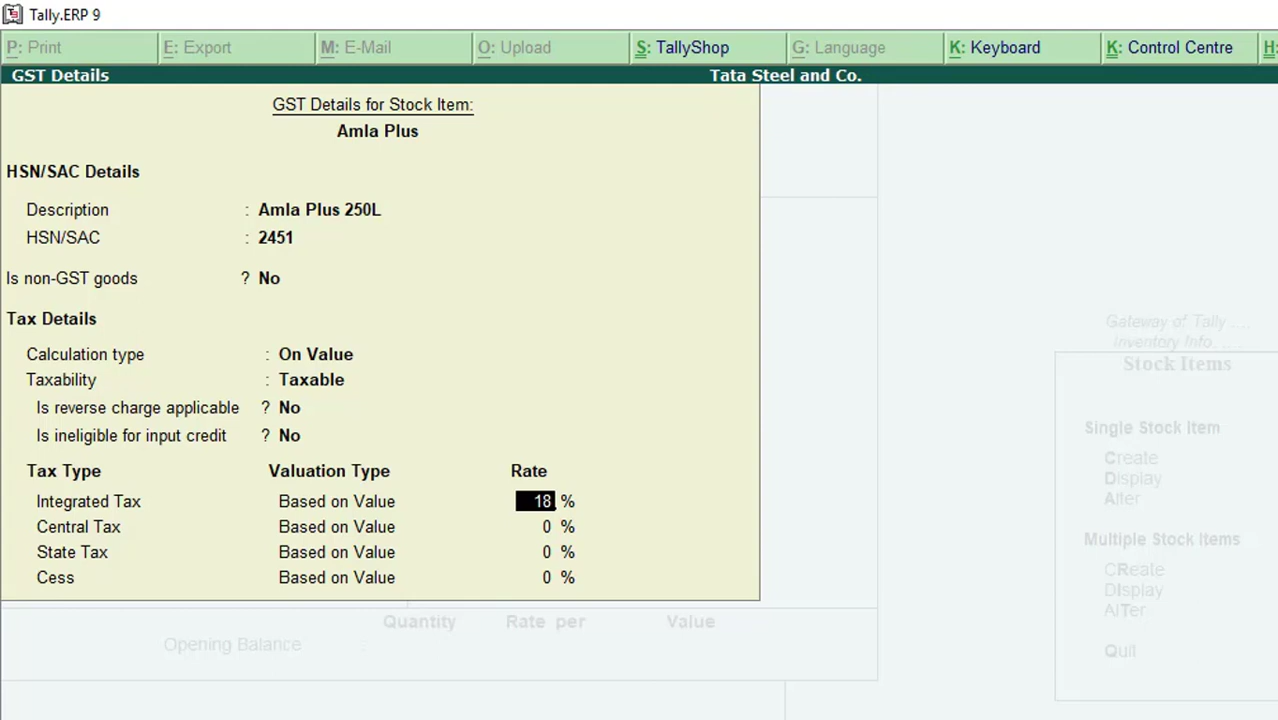 Tally.ERP 9
P: Print E: Export M: E-Mail O: Upload S: TallyShop G: Language K: Keyboard K: Control Centre H:
GST Details Tata Steel and Co.
GST Details for Stock Item:
Amla Plus
HSN/SAC Details
Description : Amla Plus 250L
HSN/SAC : 2451
Is non-GST goods ? No
Tax Details
Calculation type : On Value
Taxability : Taxable
Is reverse charge applicable ? No
Is ineligible for input credit ? No
Tax Type Valuation Type Rate
Integrated Tax Based on Value 18 %
Central Tax Based on Value 0 %
State Tax Based on Value 0 %
Cess Based on Value 0 %
Quantity Rate per Value
Opening Balance :
Gateway of Tally ....
Inventory Info. ...
Stock Items
Single Stock Item
Create
Display
Alter
Multiple Stock Items
CReate
DIsplay
AlTer
Quit